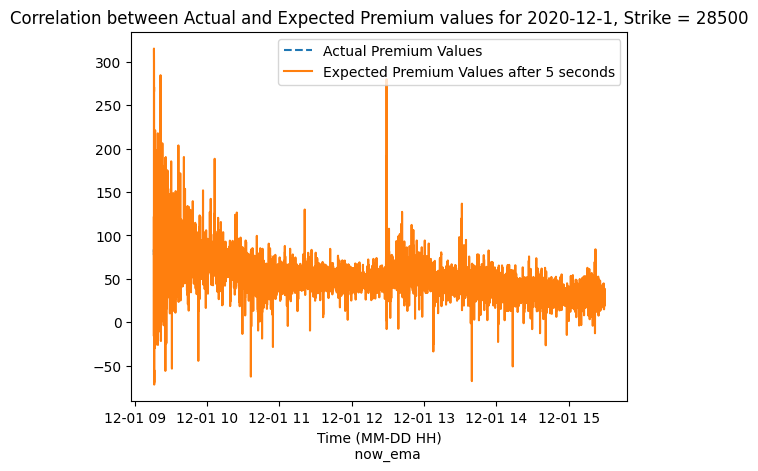 Correlation between Actual and Expected Premium values for 2020-12-1, Strike = 28500
Actual Premium Values
Expected Premium Values after 5 seconds
300
250
200
150
100
50
0
−50
12-01 09 12-01 10 12-01 11 12-01 12 12-01 13 12-01 14 12-01 15
Time (MM-DD HH)
now_ema